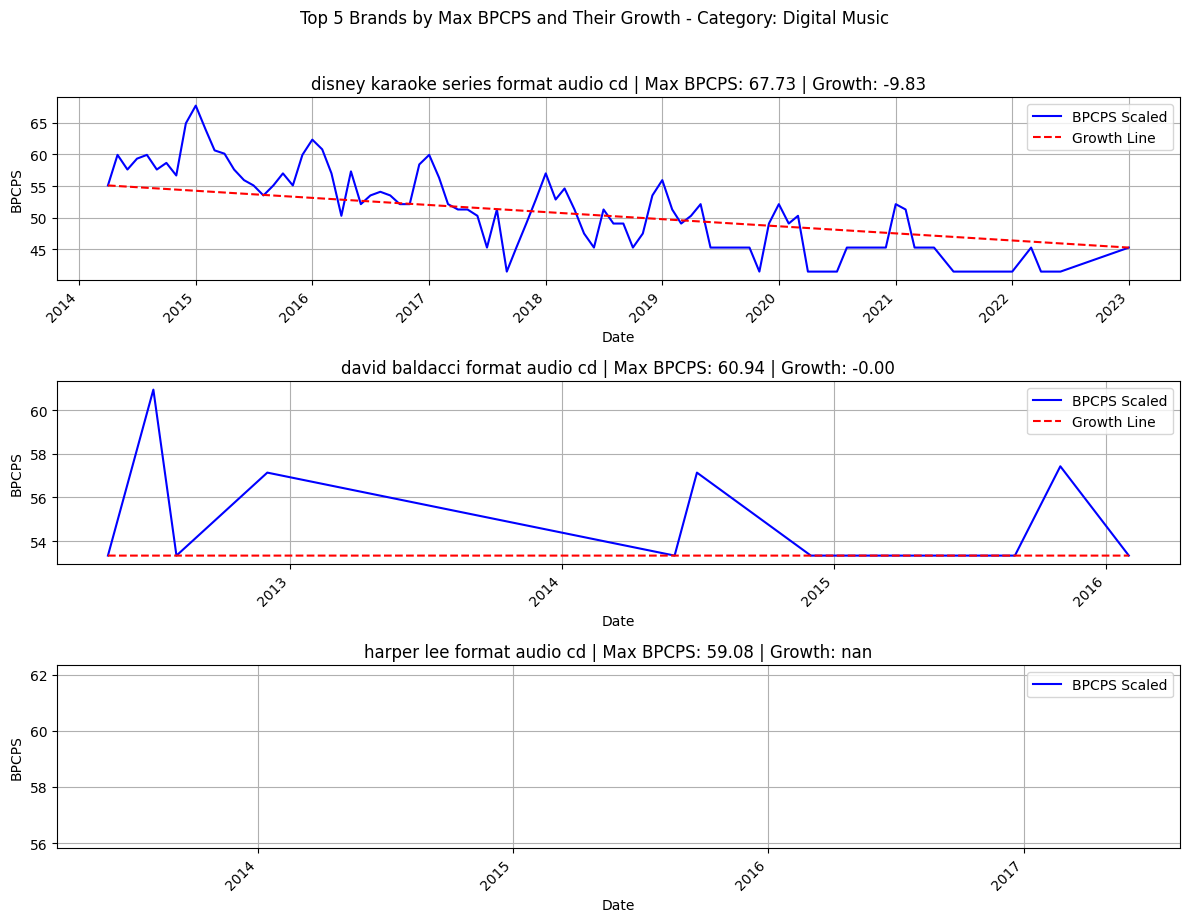 Top 5 Brands by Max BPCPS and Their Growth - Category: Digital Music
disney karaoke series format audio cd | Max BPCPS: 67.73 | Growth: -9.83
BPCPS
65
60
55
50
45
BPCPS Scaled
Growth Line
2014
2015
2016
2017
2018
2019
2020
2021
2022
2023
Date
david baldacci format audio cd | Max BPCPS: 60.94 | Growth: -0.00
BPCPS
60
58
56
54
BPCPS Scaled
Growth Line
2013
2014
2015
2016
Date
harper lee format audio cd | Max BPCPS: 59.08 | Growth: nan
BPCPS
62
60
58
56
BPCPS Scaled
2014
2015
2016
2017
Date